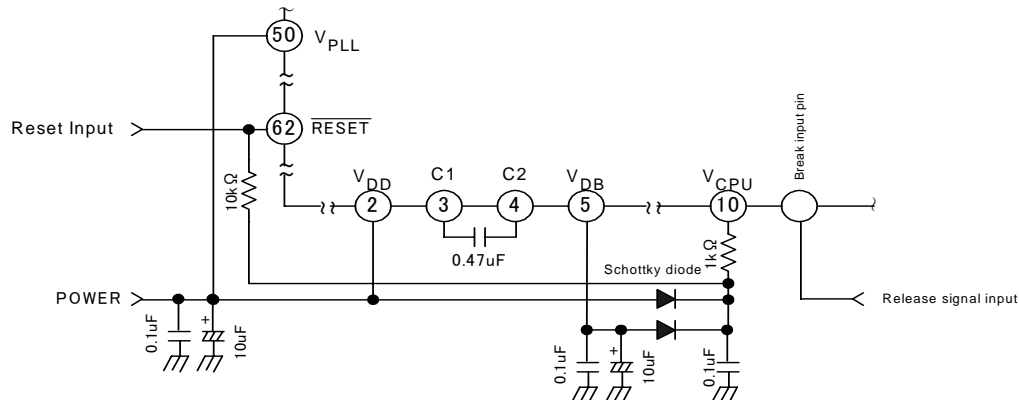 50 VPLL
Reset Input 62 RESET
Break input pin
10kΩ
VDD C1 C2 VDB VCPU
2 3 4 5 10
0.47uF
1kΩ
Schottky diode
POWER
Release signal input
0.1uF + 10uF
0.1uF + 10uF 0.1uF